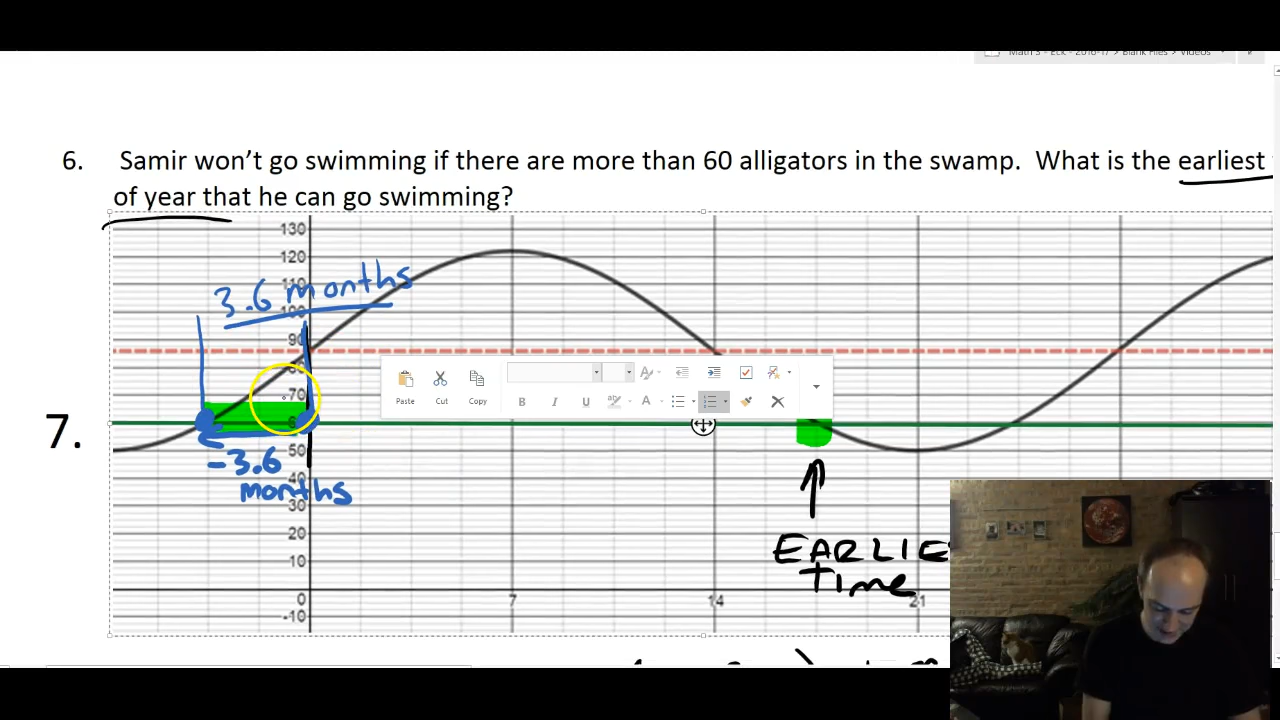 6. Samir won't go swimming if there are more than 60 alligators in the swamp. What is the earliest
of year that he can go swimming?
130
120
110
3.6 months
100
90
80
70
7.
60
50
-3.6
months
40
30
20
10
EARLIES
Time
0 7 14 21
-10
Paste Cut Copy
B I U A